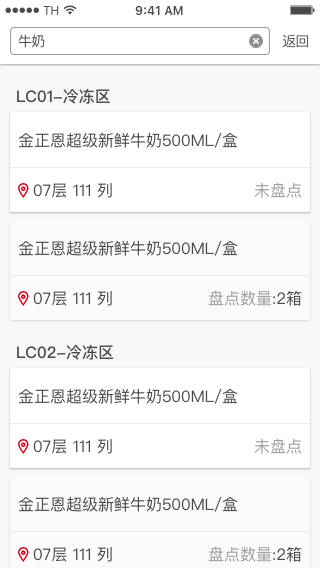 TH 9:41 AM
牛奶 返回
LC01-冷冻区
金正恩超级新鲜牛奶500ML/盒
07层 111 列 未盘点
金正恩超级新鲜牛奶500ML/盒
07层 111 列 盘点数量:2箱
LC02-冷冻区
金正恩超级新鲜牛奶500ML/盒
07层 111 列 未盘点
金正恩超级新鲜牛奶500ML/盒
07层 111 列 盘点数量:2箱